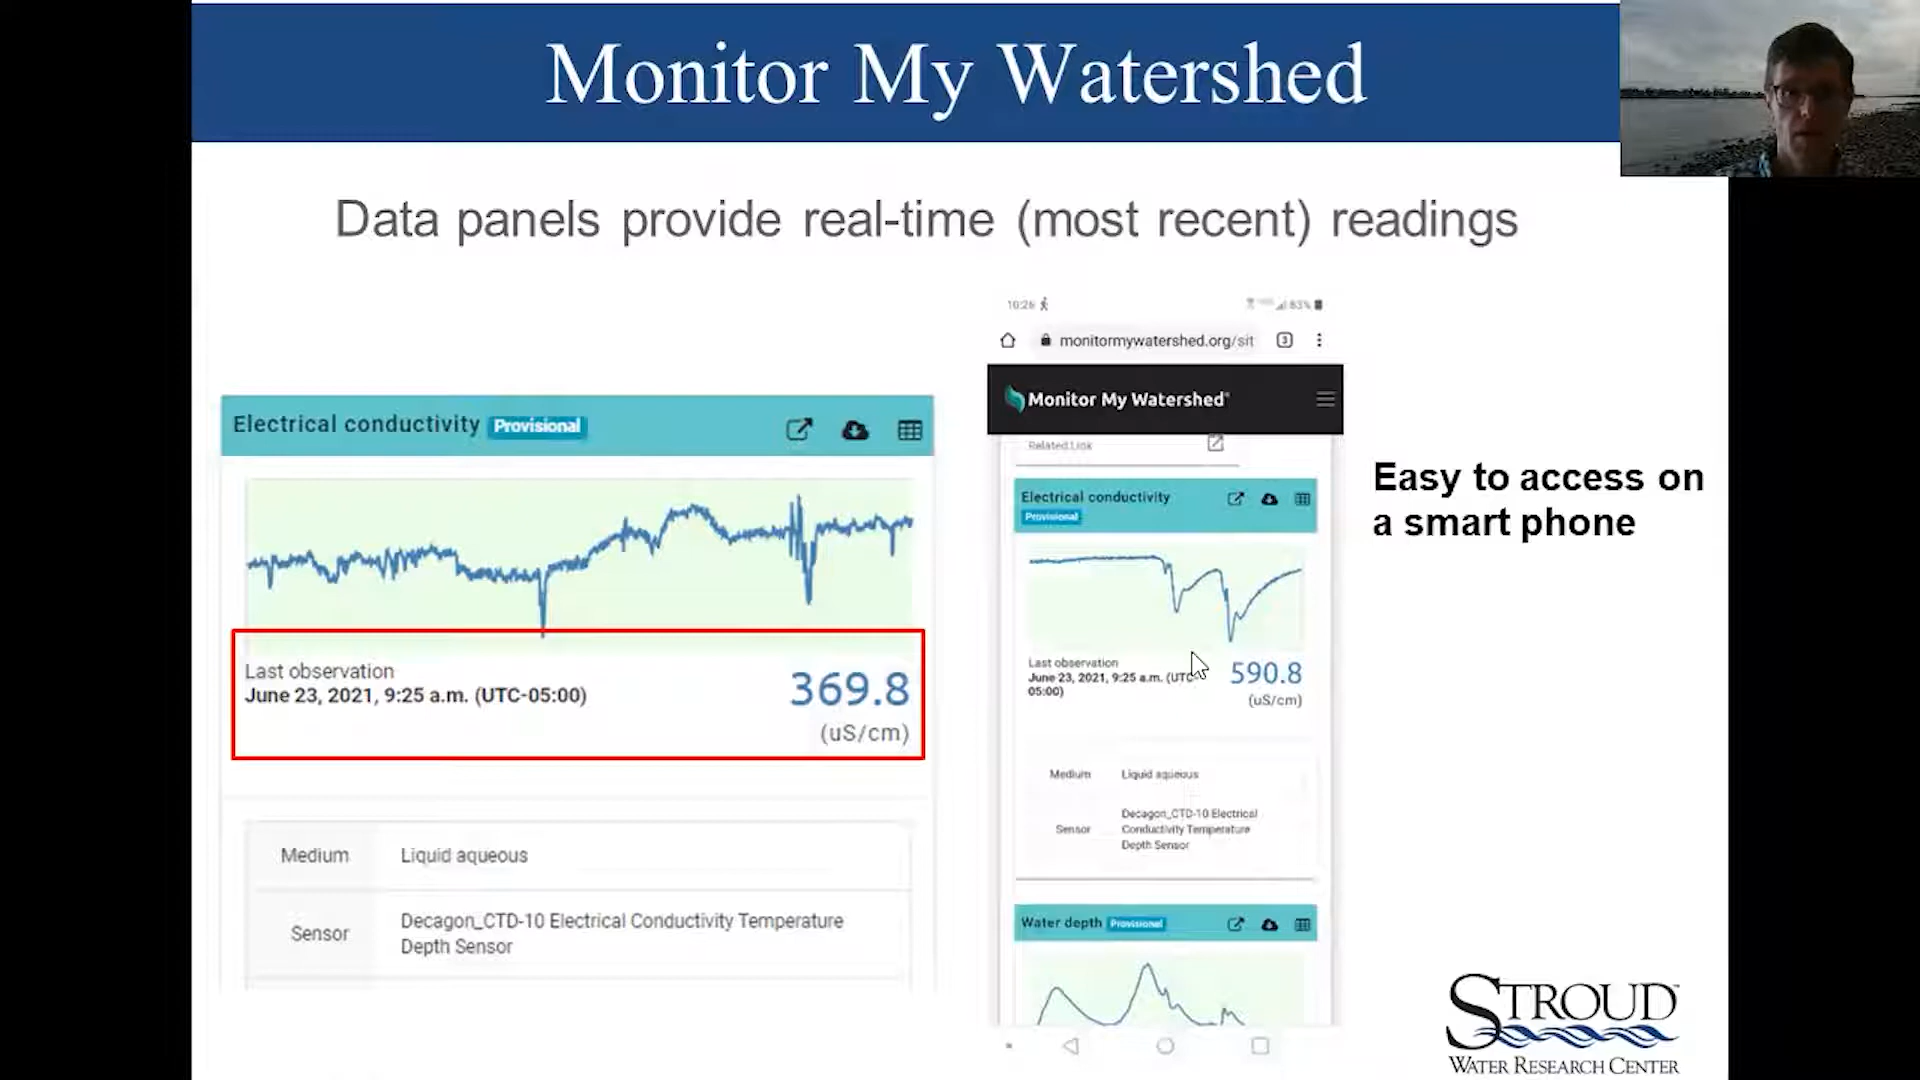 Monitor My Watershed
Data panels provide real-time (most recent) readings
Electrical conductivity Provisional
Last observation
June 23, 2021, 9:25 a.m. (UTC-05:00)
369.8
(uS/cm)
Medium Liquid aqueous
Sensor Decagon_CTD-10 Electrical Conductivity Temperature
Depth Sensor
10:26
83%
monitormywatershed.org/sit
3
Monitor My Watershed
Related Link
Electrical conductivity
Provisional
Last observation
June 23, 2021, 9:25 a.m. (UTC-
05:00)
590.8
(uS/cm)
Medium Liquid aqueous
Sensor Decagon_CTD-10 Electrical
Conductivity Temperature
Depth Sensor
Water depth Provisional
Easy to access on
a smart phone
STROUD
WATER RESEARCH CENTER